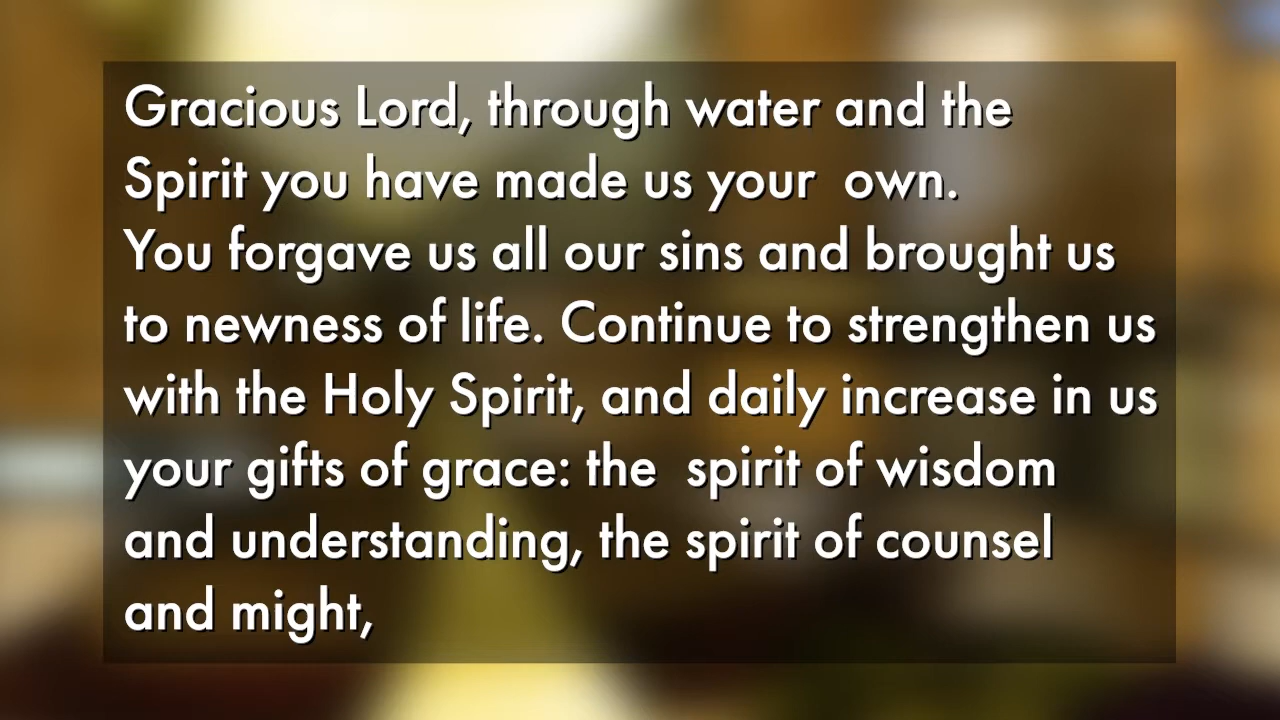 Gracious Lord, through water and the
Spirit you have made us your  own.
You forgave us all our sins and brought us
to newness of life. Continue to strengthen us
with the Holy Spirit, and daily increase in us
your gifts of grace: the  spirit of wisdom
and understanding, the spirit of counsel
and might,